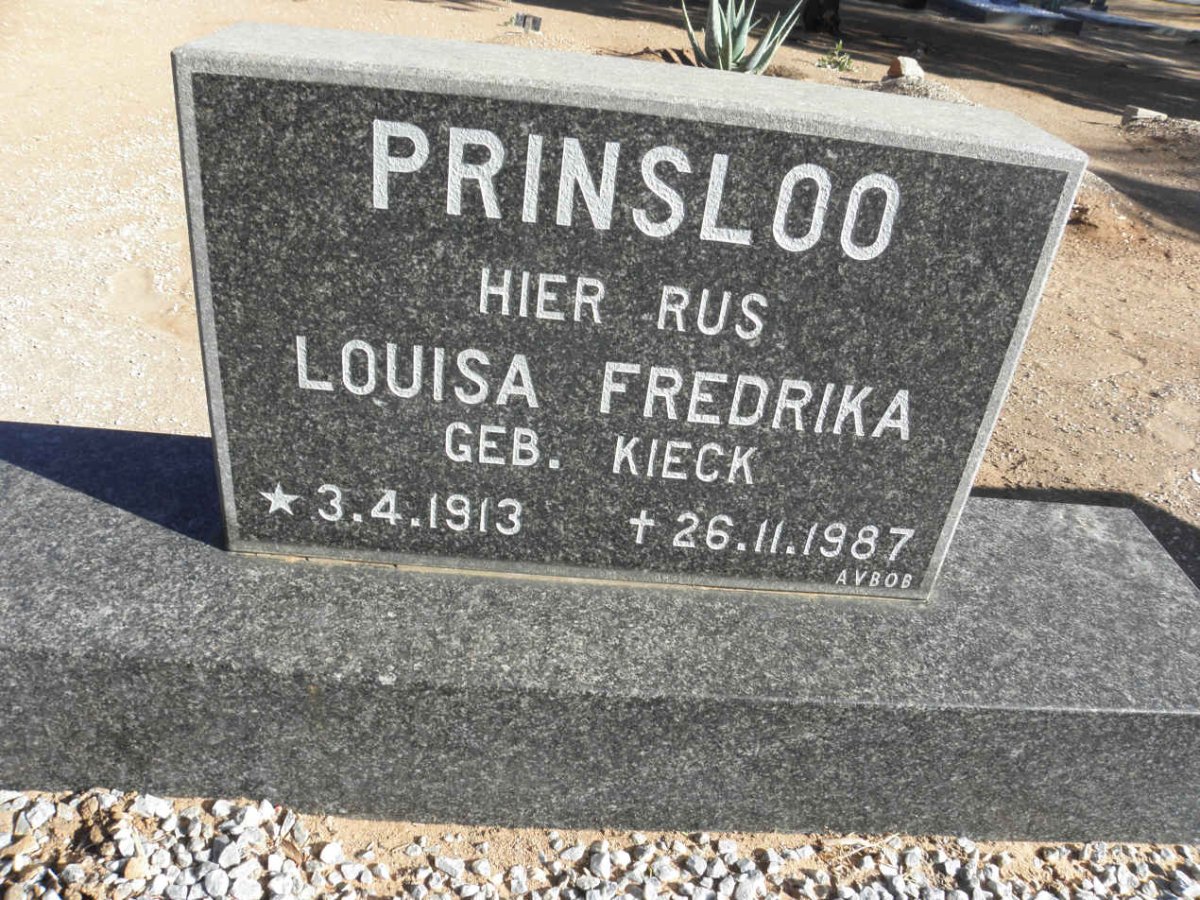 PRINSLOO
HIER RUS
LOUISA FREDRIKA
GEB. KIECK
★ 3.4.1913 † 26.11.1987
AVBOB